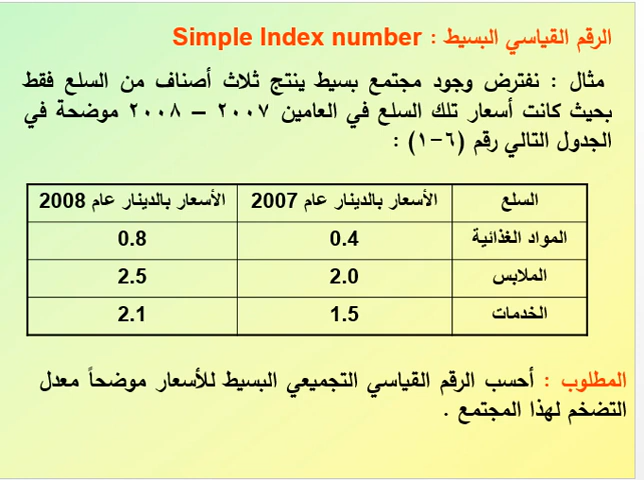 الرقم القياسي البسيط : Simple Index number
مثال : نفترض وجود مجتمع بسيط ينتج ثلاث أصناف من السلع فقط
بحيث كانت أسعار تلك السلع في العامين ٢٠٠٧ – ٢٠٠٨ موضحة في
الجدول التالي رقم (٦-١) :
السلع الأسعار بالدينار عام 2007 الأسعار بالدينار عام 2008
المواد الغذائية 0.4 0.8
الملابس 2.0 2.5
الخدمات 1.5 2.1
المطلوب : أحسب الرقم القياسي التجميعي البسيط للأسعار موضحاً معدل
التضخم لهذا المجتمع .